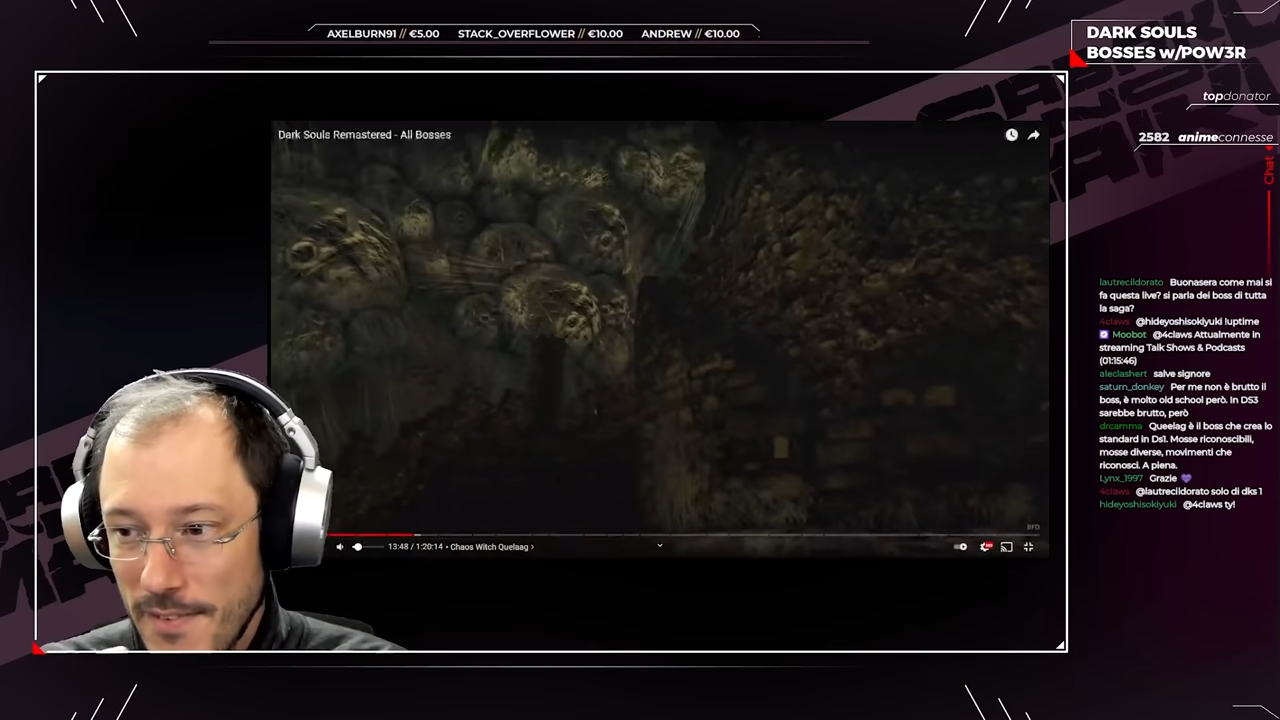 AXELBURN91 // €5.00 STACK_OVERFLOWER // €10.00 ANDREW // €10.00
DARK SOULS
BOSSES w/POW3R
topdonator
2582 animeconnesse
Chat
Dark Souls Remastered - All Bosses
lautrecildorato Buonasera come mai si
fa questa live? si parla dei boss di tutta
la saga?
4claws @hideyoshisokiyuki !uptime
Moobot @4claws Attualmente in
streaming Talk Shows & Podcasts
(01:15:46)
aleclashert salve signore
saturn_donkey Per me non è brutto il
boss, è molto old school però. In DS3
sarebbe brutto, però
drcamma Queelag è il boss che crea lo
standard in Ds1. Mosse riconoscibili,
mosse diverse, movimenti che
riconosci. A piena.
Lynx_1997 Grazie 💜
4claws @lautrecildorato solo di dks 1
hideyoshisokiyuki @4claws ty!
BFD
13:48 / 1:20:14 • Chaos Witch Quelaag ›